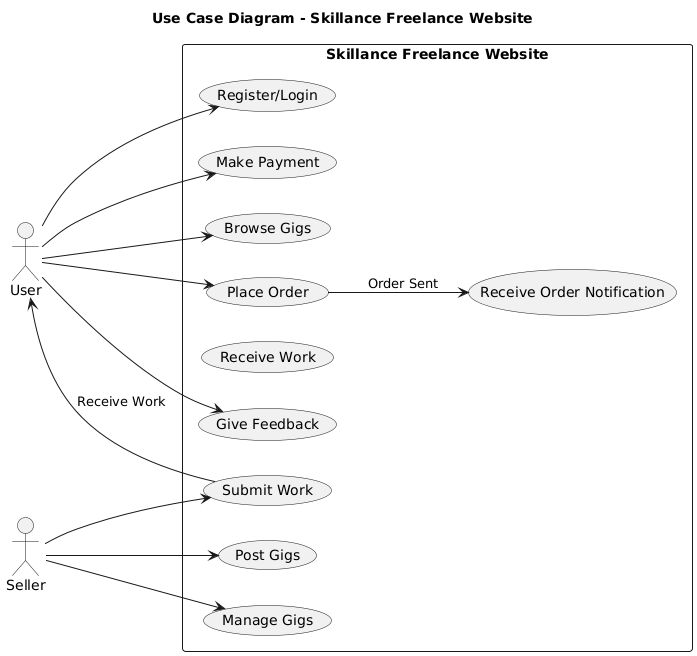 Use Case Diagram - Skillance Freelance Website
Skillance Freelance Website
Register/Login
Make Payment
Browse Gigs
User
Place Order
Order Sent
Receive Order Notification
Receive Work
Receive Work
Give Feedback
Submit Work
Seller
Post Gigs
Manage Gigs